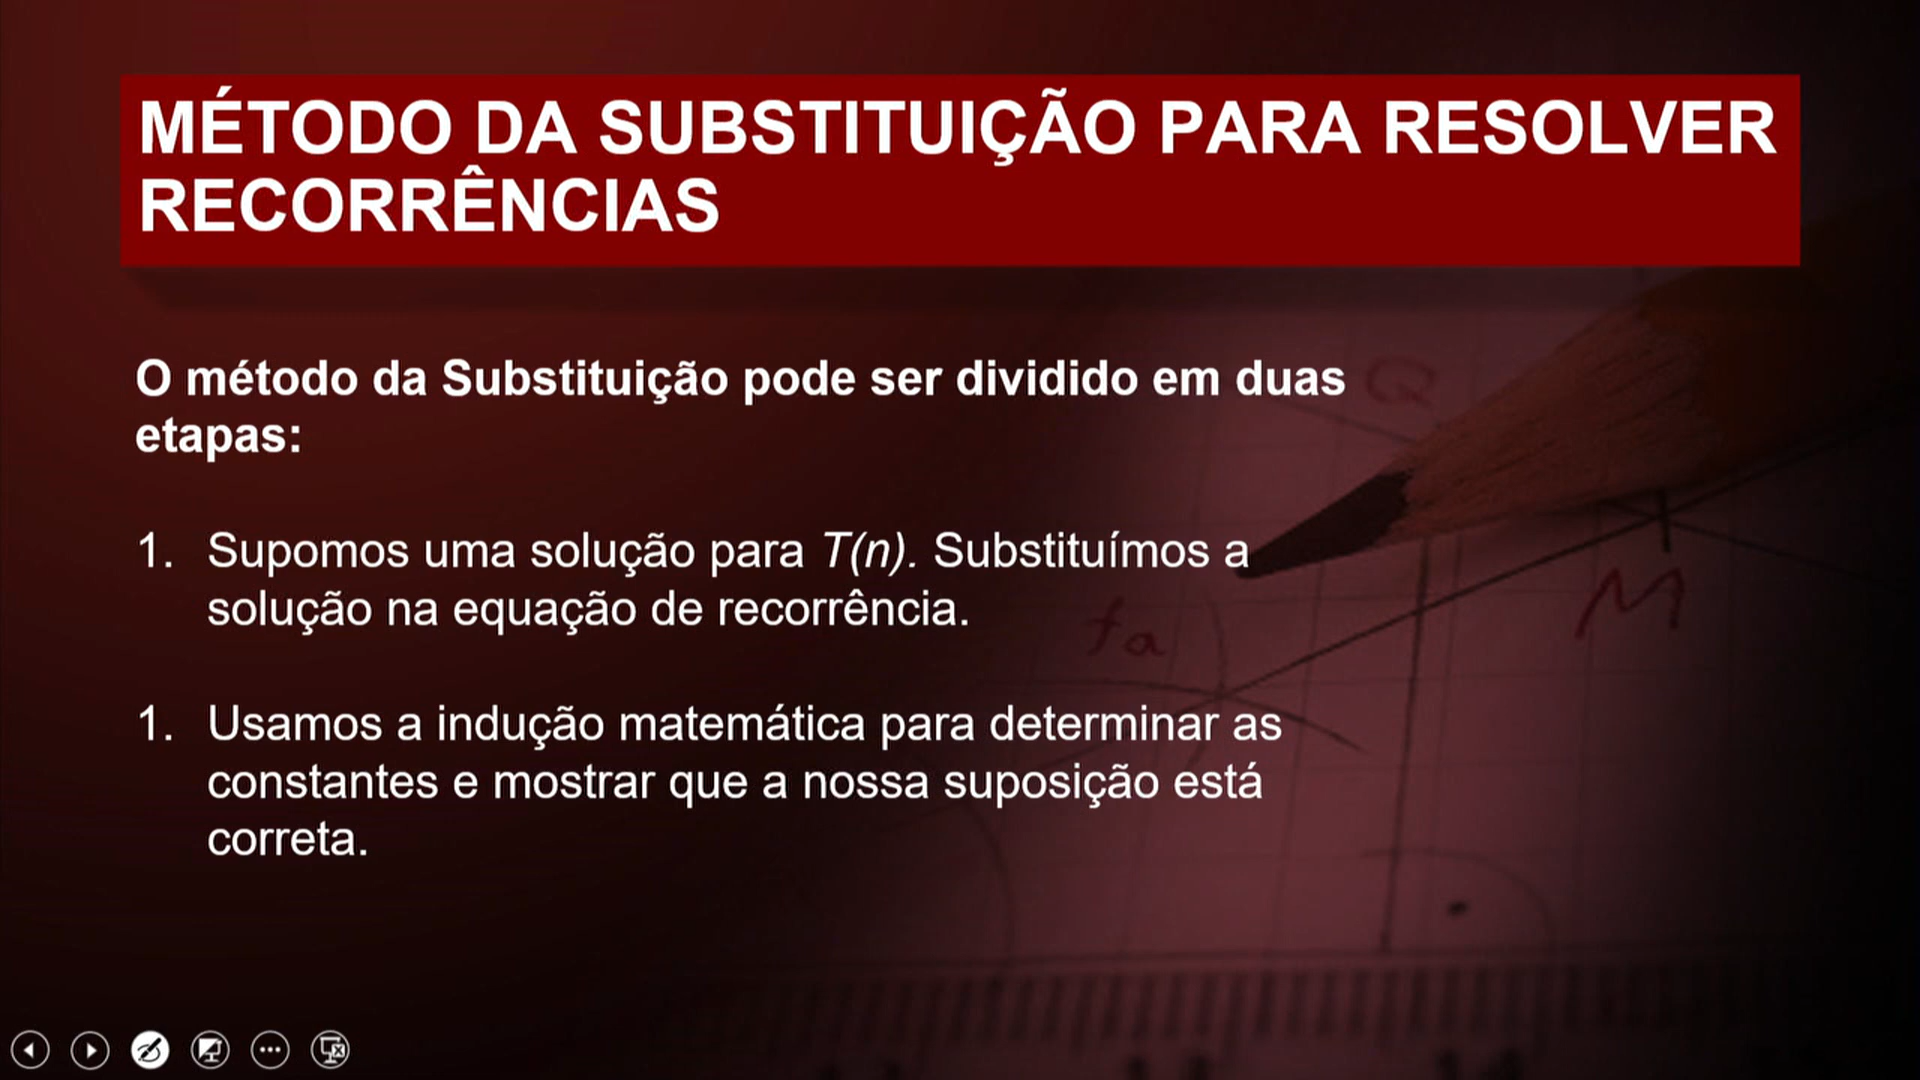 MÉTODO DA SUBSTITUIÇÃO PARA RESOLVER
RECORRÊNCIAS
O método da Substituição pode ser dividido em duas
etapas:
1. Supomos uma solução para T(n). Substituímos a
solução na equação de recorrência.
1. Usamos a indução matemática para determinar as
constantes e mostrar que a nossa suposição está
correta.
Q
fa
M